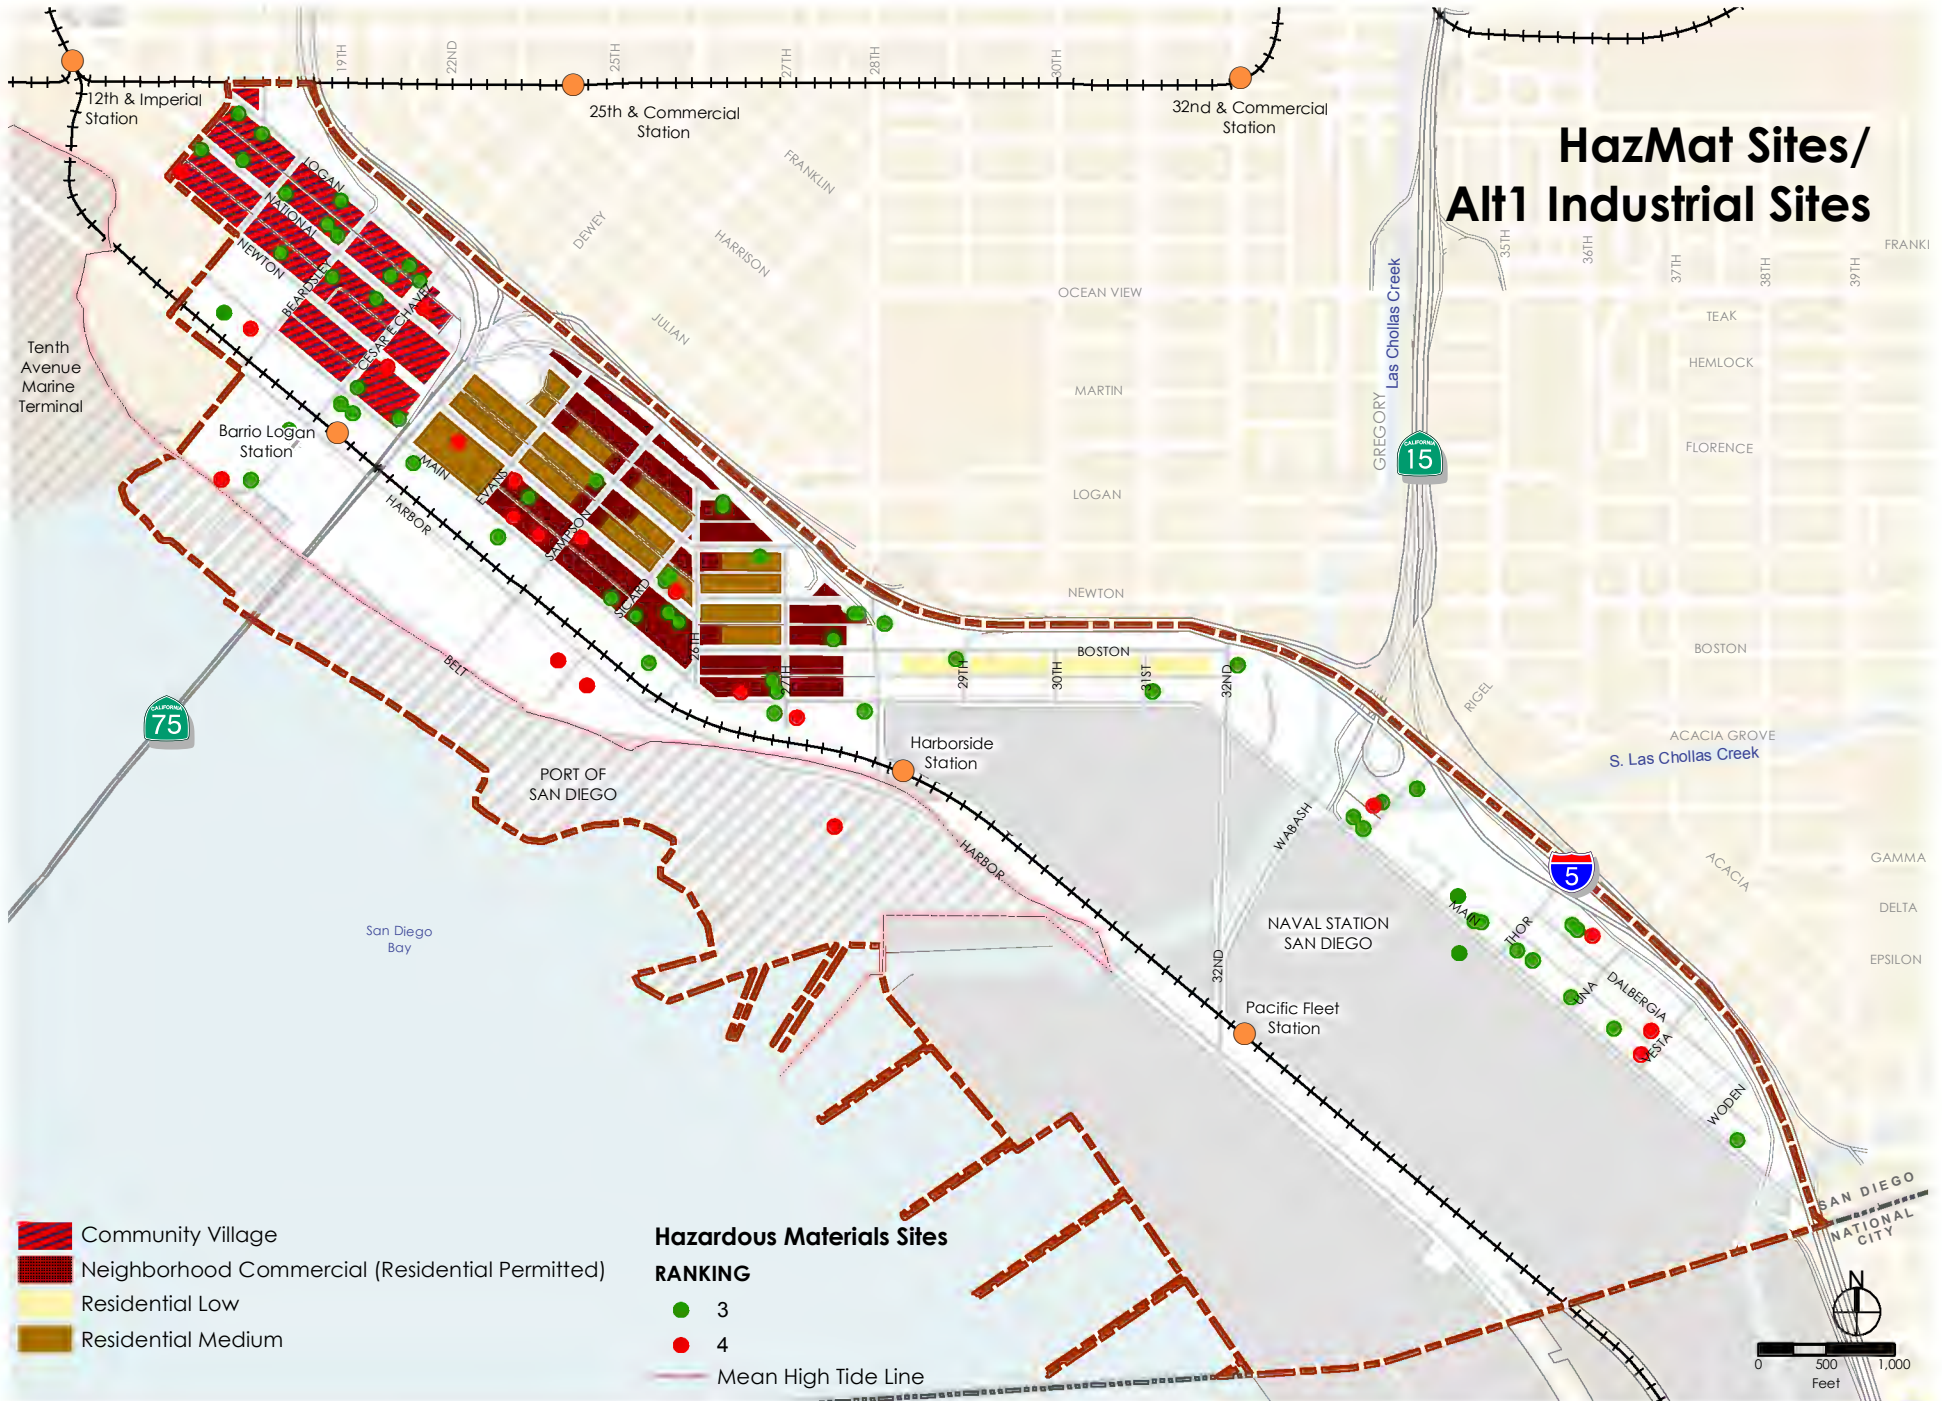 HazMat Sites/
Alt1 Industrial Sites
19TH
22ND
25TH
27TH
28TH
30TH
12th & Imperial
Station
25th & Commercial
Station
32nd & Commercial
Station
FRANKLIN
DEWEY
HARRISON
JULIAN
OCEAN VIEW
MARTIN
LOGAN
NEWTON
GREGORY
Las Chollas Creek
CALIFORNIA
15
35TH
36TH
37TH
38TH
39TH
FRANKI
TEAK
HEMLOCK
FLORENCE
BOSTON
RIGEL
ACACIA GROVE
S. Las Chollas Creek
ACACIA
GAMMA
DELTA
EPSILON
LOGAN
NATIONAL
NEWTON
BEARDSLEY
CESAR E CHAVEZ
Tenth
Avenue
Marine
Terminal
Barrio Logan
Station
MAIN
EVANS
HARBOR
SAMPSON
SICARD
26TH
27TH
BELT
CALIFORNIA
75
BOSTON
29TH
30TH
31ST
32ND
Harborside
Station
PORT OF
SAN DIEGO
HARBOR
WABASH
32ND
NAVAL STATION
SAN DIEGO
Pacific Fleet
Station
San Diego
Bay
5
MAIN
THOR
UNA
DALBERGIA
VESTA
WODEN
SAN DIEGO
NATIONAL
CITY
Community Village
Neighborhood Commercial (Residential Permitted)
Residential Low
Residential Medium
Hazardous Materials Sites
RANKING
3
4
Mean High Tide Line
N
0 500 1,000
Feet